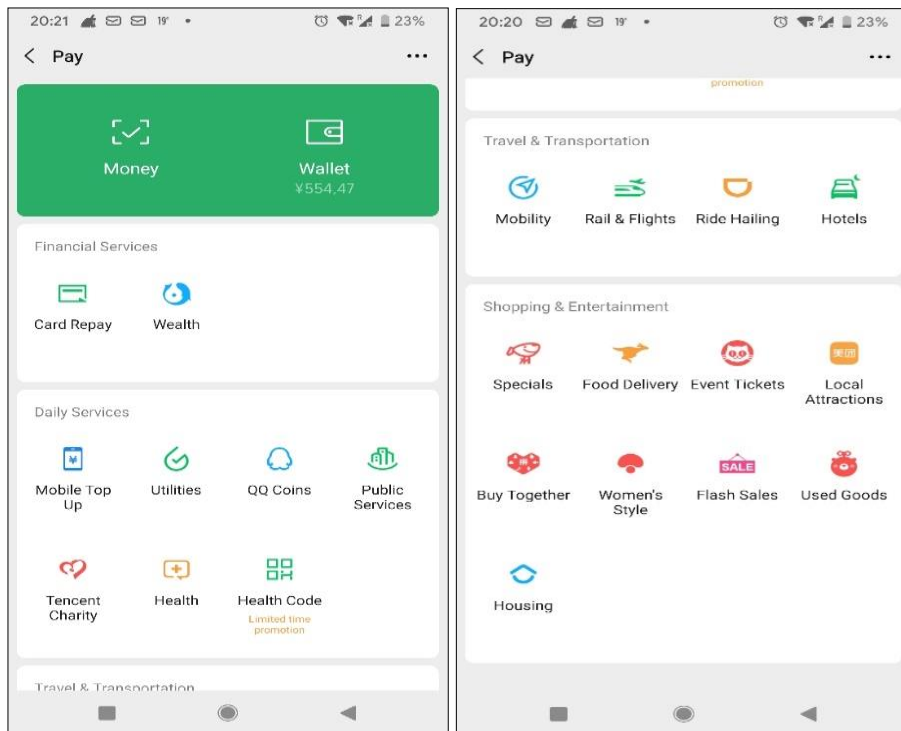 20:21 19° 23%
Pay
Money Wallet
¥554.47
Financial Services
Card Repay Wealth
Daily Services
Mobile Top Utilities QQ Coins Public
Up Services
Tencent Health Health Code
Charity
Limited time
promotion
Travel & Transportation
20:20 19° R 23%
Pay
promotion
Travel & Transportation
Mobility Rail & Flights Ride Hailing Hotels
Shopping & Entertainment
Specials Food Delivery Event Tickets Local
Attractions
美团
Buy Together Women's Flash Sales Used Goods
Style
SALE
Housing